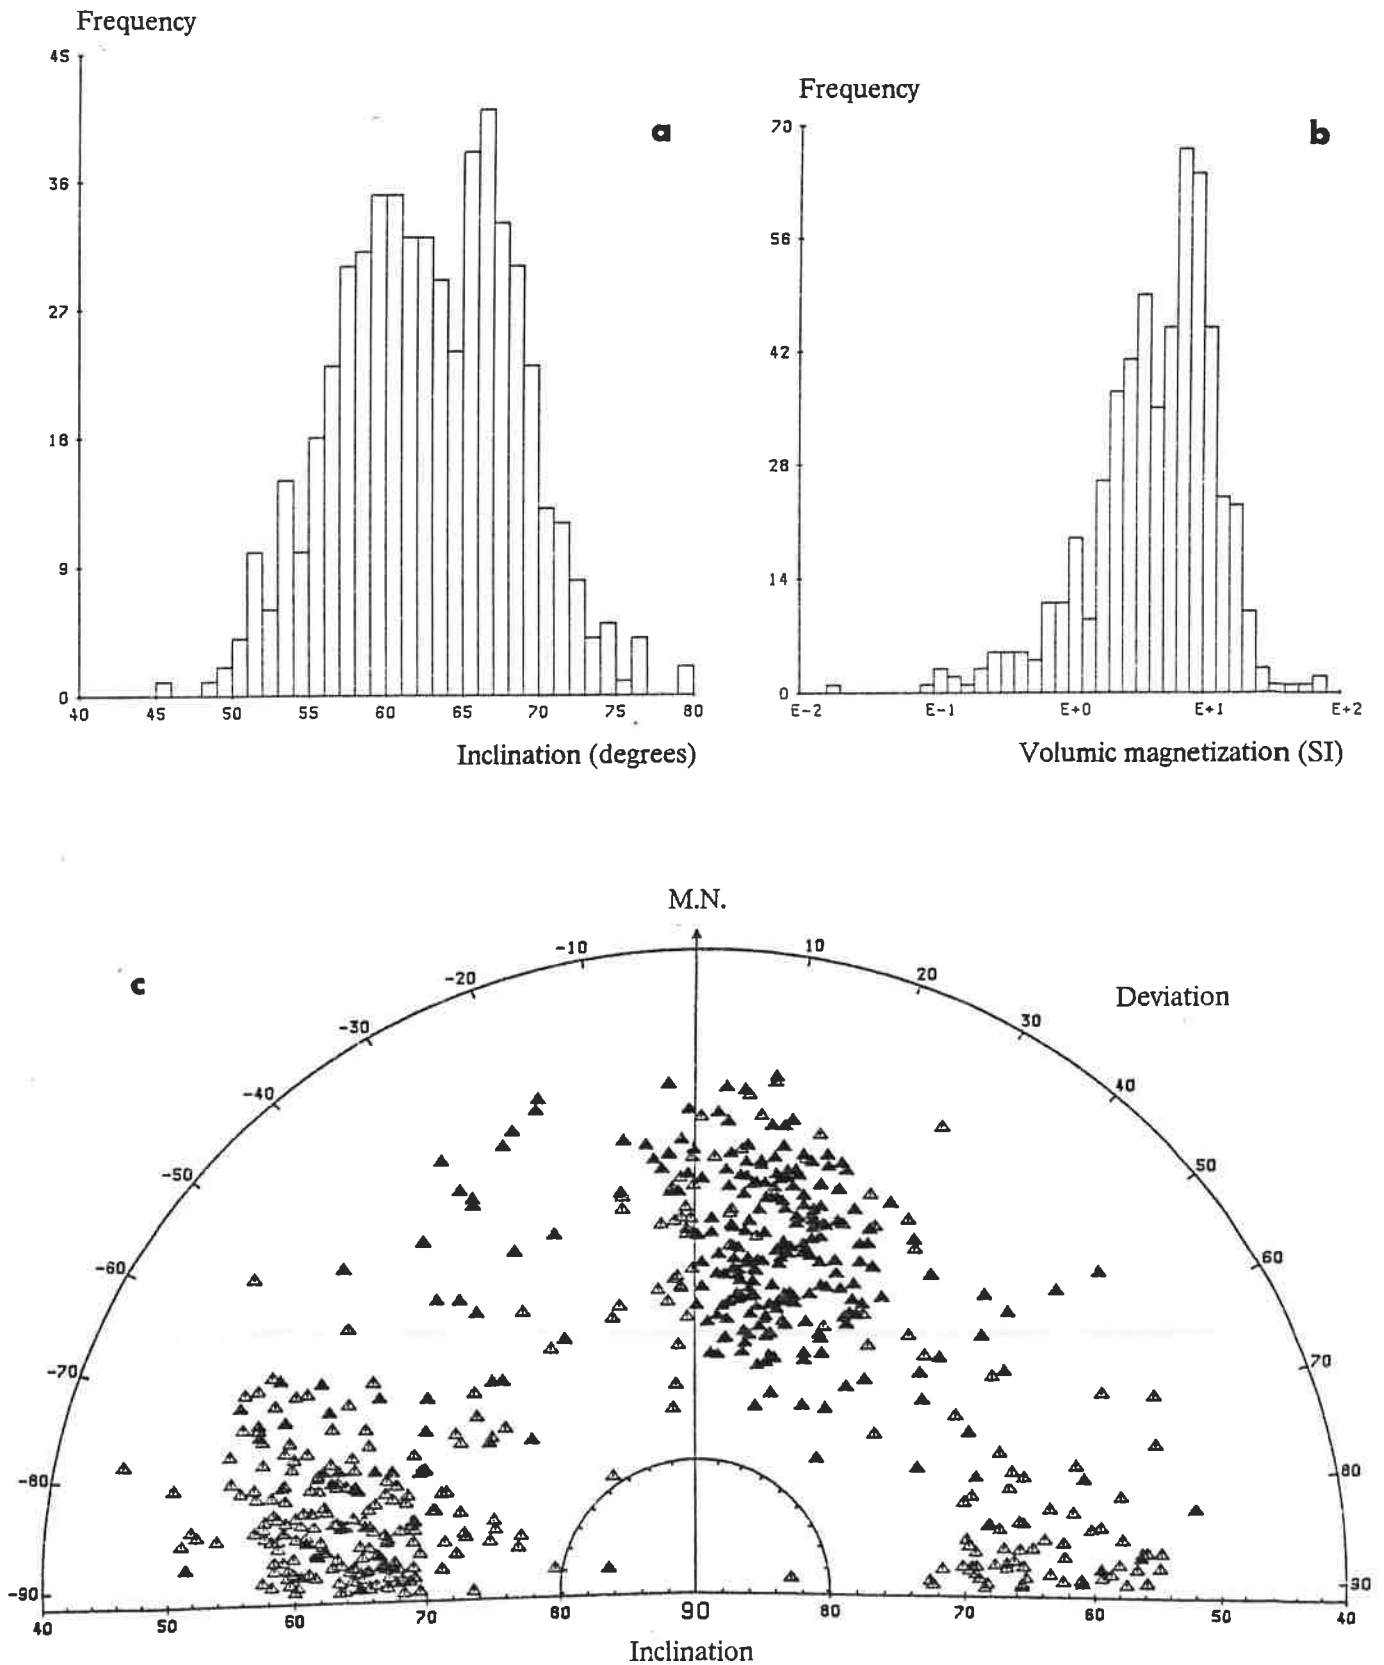 Frequency
45
36
27
18
9
0
a
40 45 50 55 60 65 70 75 80
Inclination (degrees)
Frequency
70
56
42
28
14
0
b
E-2 E-1 E+0 E+1 E+2
Volumic magnetization (SI)
M.N.
c
Deviation
-10 10
-20 20
-30 30
-40 40
-50 50
-60 60
-70 70
-80 80
-90 90
40 50 60 70 80 90 80 70 60 50 40
Inclination